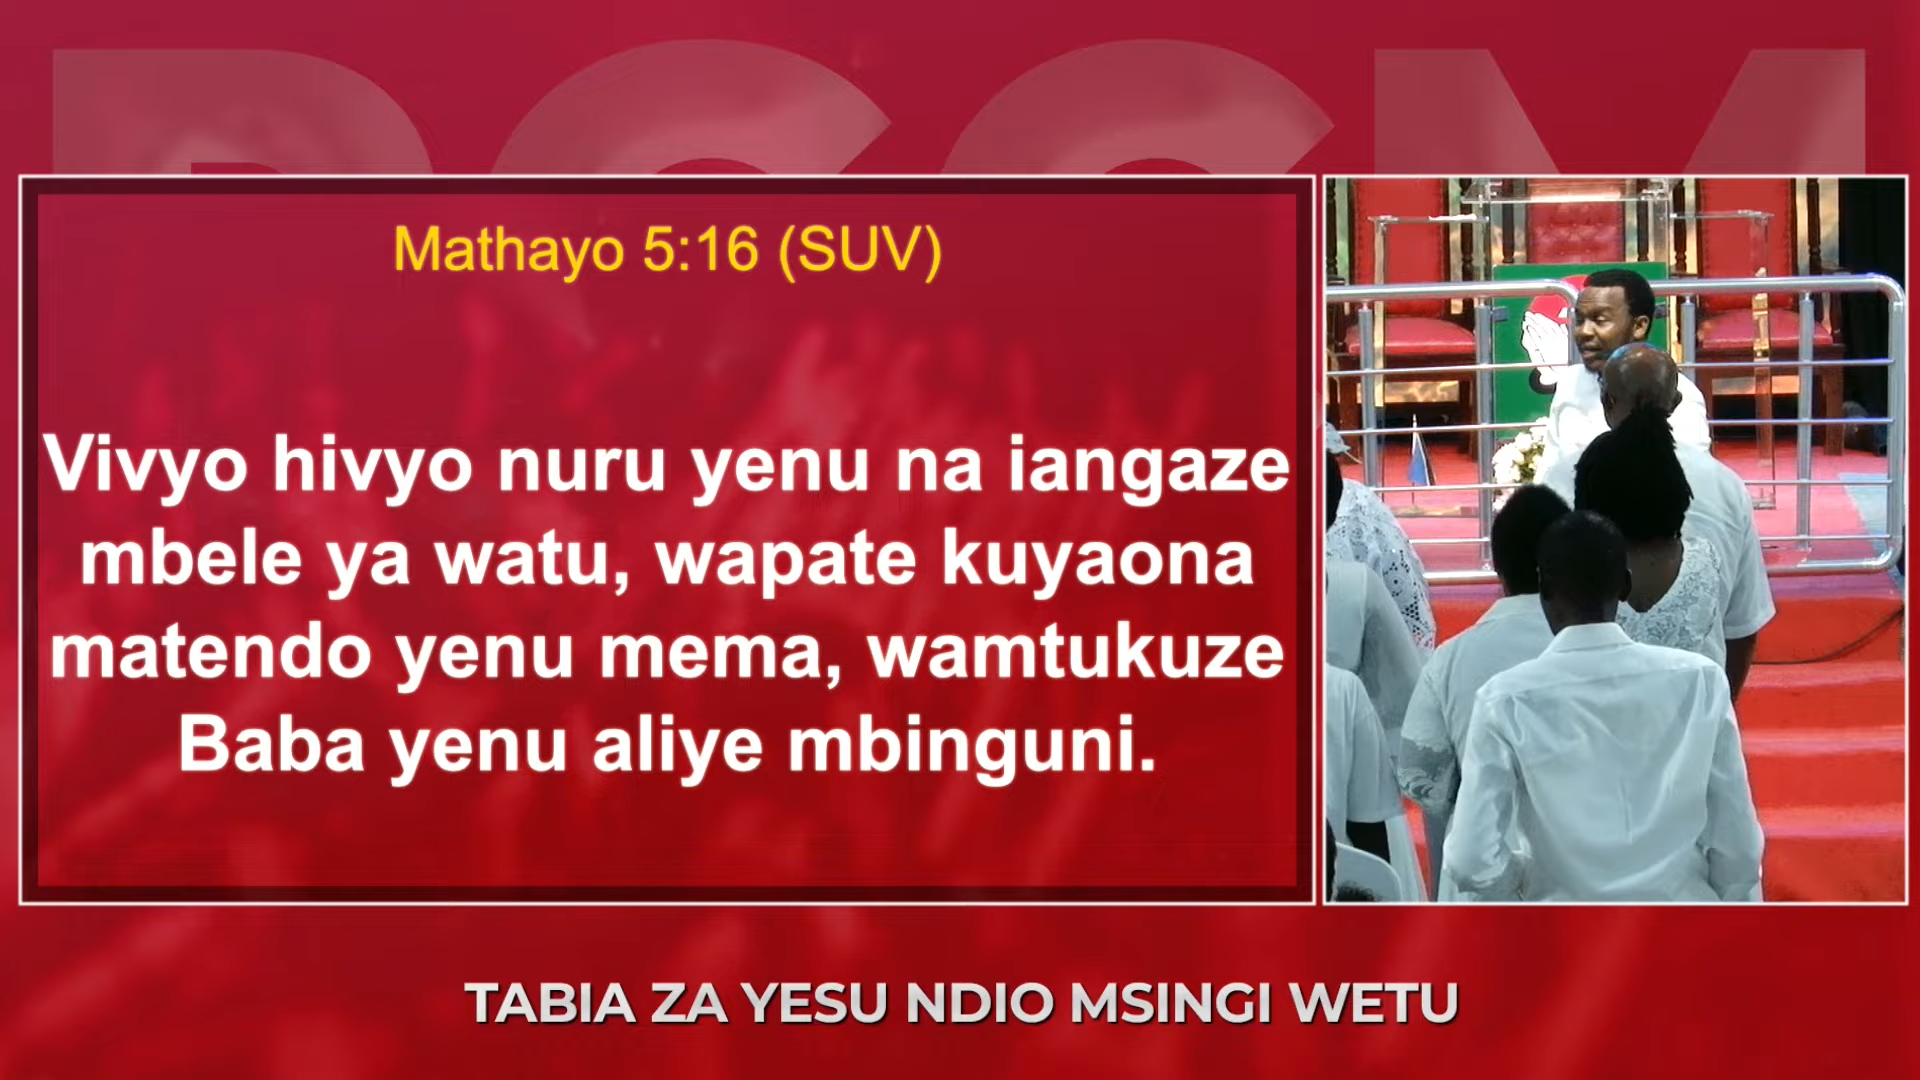 Mathayo 5:16 (SUV)
Vivyo hivyo nuru yenu na iangaze
mbele ya watu, wapate kuyaona
matendo yenu mema, wamtukuze
Baba yenu aliye mbinguni.
TABIA ZA YESU NDIO MSINGI WETU